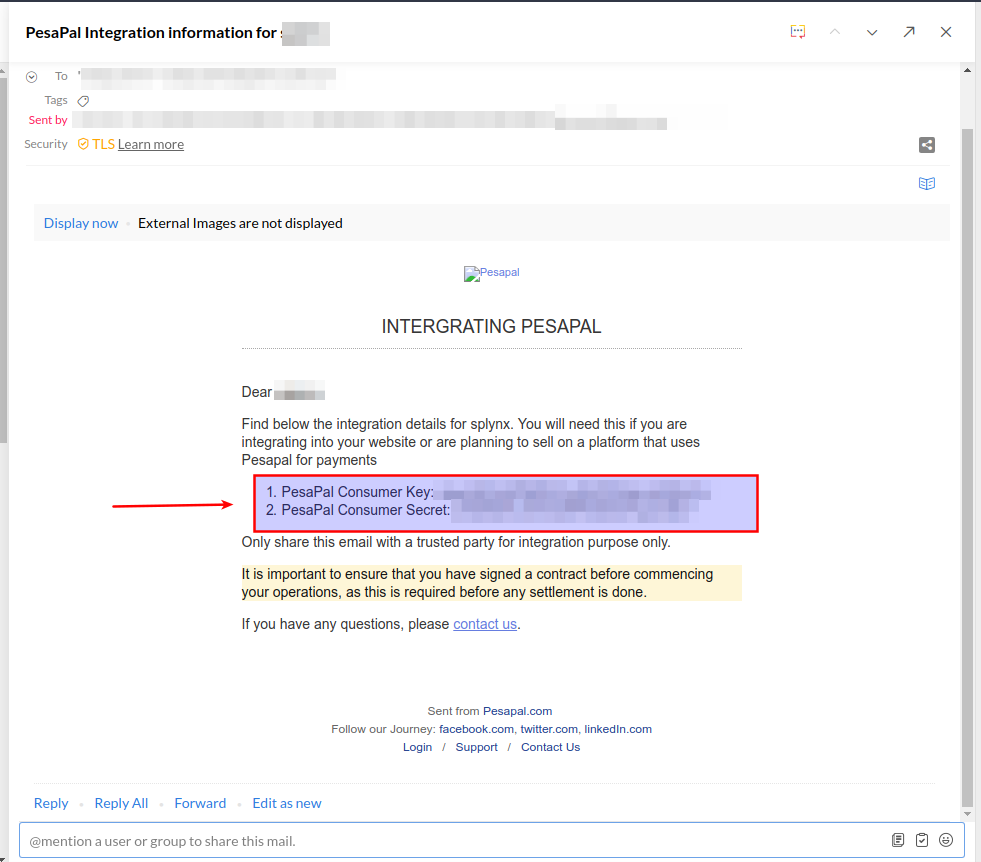 PesaPal Integration information for
To
Tags
Sent by
Security TLS Learn more
Display now External Images are not displayed
Pesapal
INTERGRATING PESAPAL
Dear
Find below the integration details for splynx. You will need this if you are
integrating into your website or are planning to sell on a platform that uses
Pesapal for payments
1. PesaPal Consumer Key:
2. PesaPal Consumer Secret:
Only share this email with a trusted party for integration purpose only.
It is important to ensure that you have signed a contract before commencing
your operations, as this is required before any settlement is done.
If you have any questions, please contact us.
Sent from Pesapal.com
Follow our Journey: facebook.com, twitter.com, linkedIn.com
Login / Support / Contact Us
Reply Reply All Forward Edit as new
@mention a user or group to share this mail.